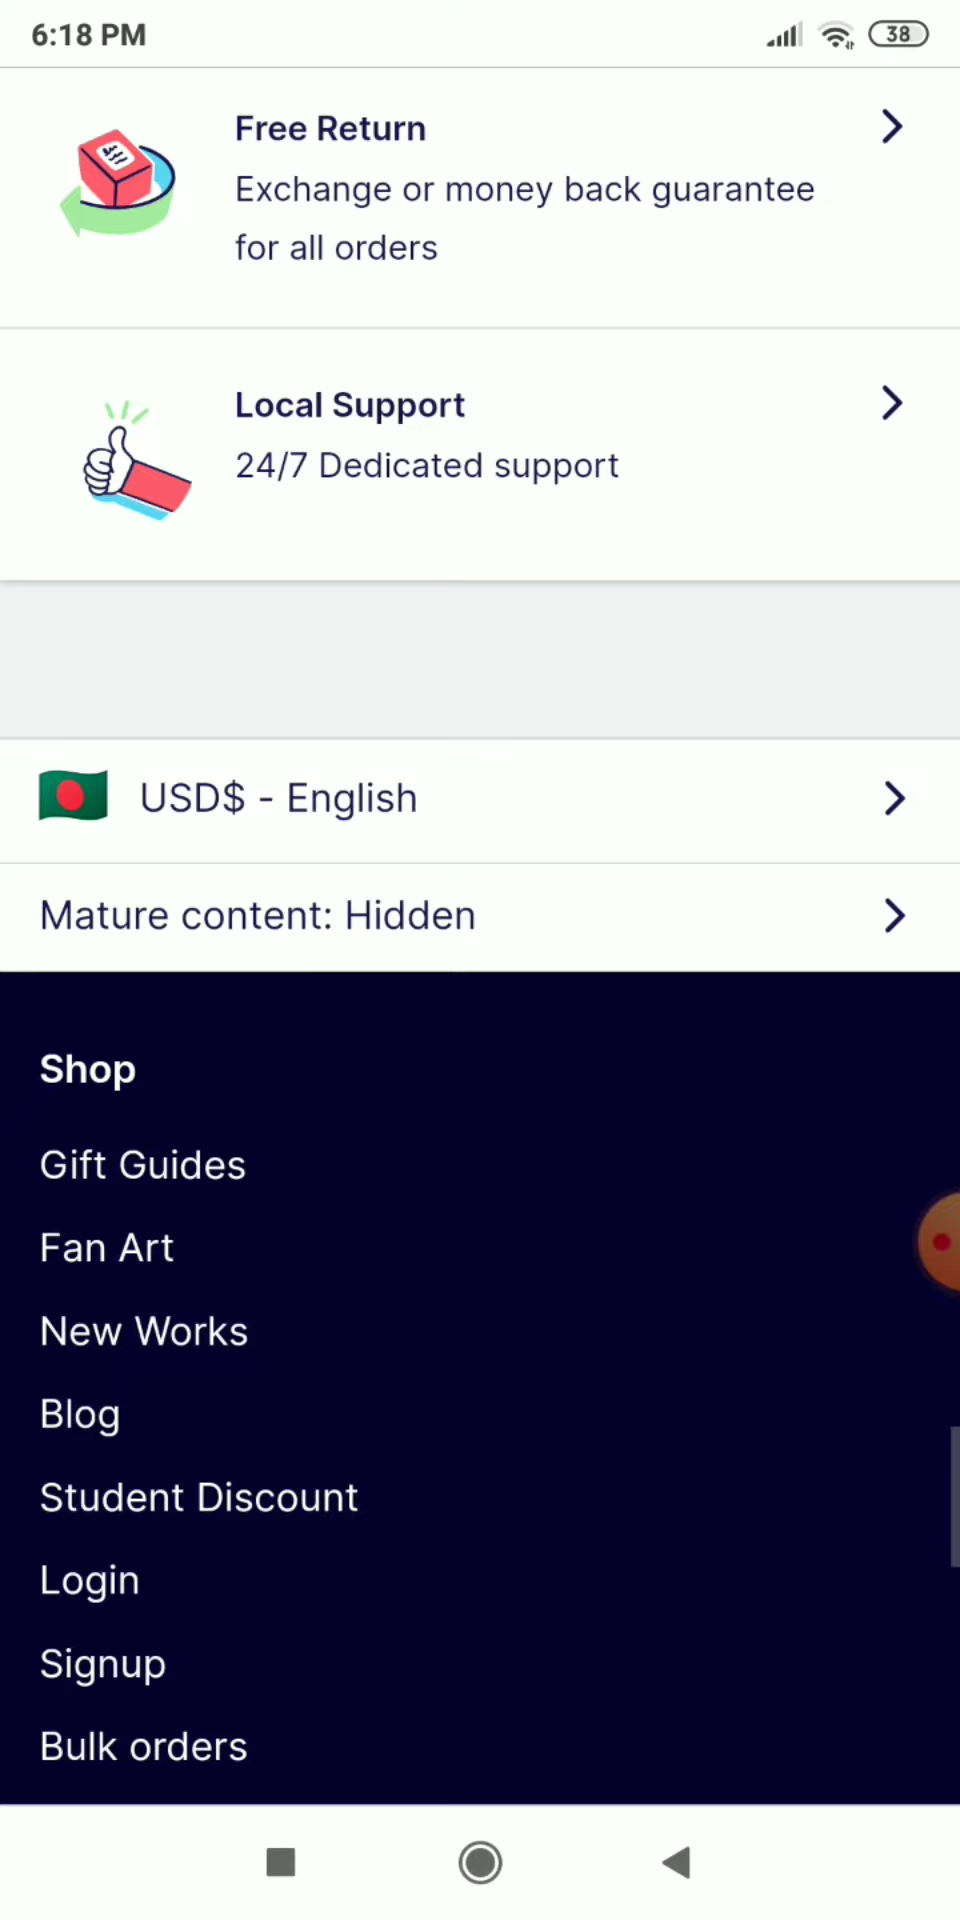 6:18 PM
38
Free Return
Exchange or money back guarantee
for all orders
Local Support
24/7 Dedicated support
USD$ - English
Mature content: Hidden
Shop
Gift Guides
Fan Art
New Works
Blog
Student Discount
Login
Signup
Bulk orders